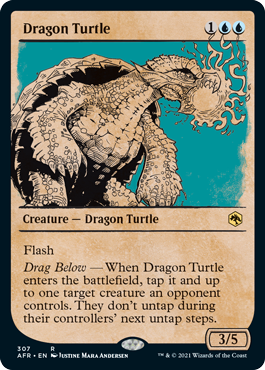 Dragon Turtle 1
Creature — Dragon Turtle
Flash
Drag Below — When Dragon Turtle
enters the battlefield, tap it and up
to one target creature an opponent
controls. They don't untap during
their controllers' next untap steps.
3/5
307 R
AFR • EN Justine Mara Andersen ™ & © 2021 Wizards of the Coast